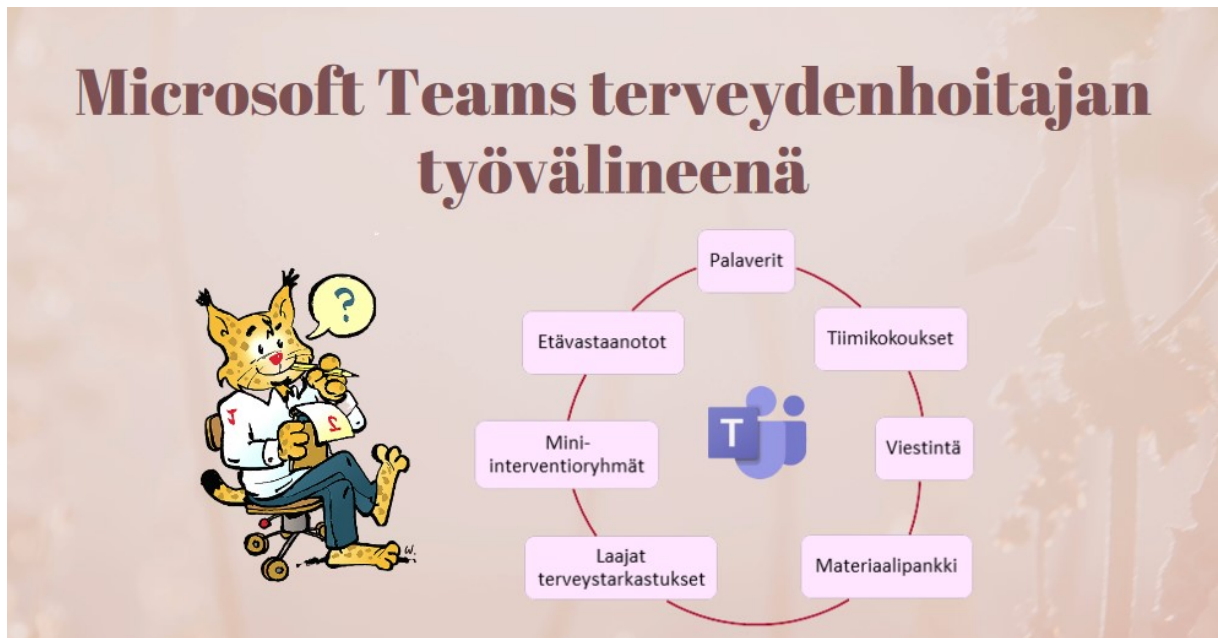 Microsoft Teams terveydenhoitajan
työvälineenä
Palaverit
Etävastaanotot
Tiimikokoukset
?
T
Mini-
interventioryhmät
Viestintä
Laajat
terveystarkastukset
Materiaalipankki
W.